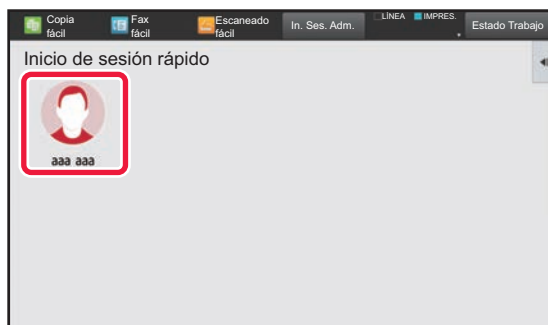 Copia
fácil
Fax
fácil
Escaneado
fácil
In. Ses. Adm.
LÍNEA
IMPRES.
Estado Trabajo
Inicio de sesión rápido
aaa aaa